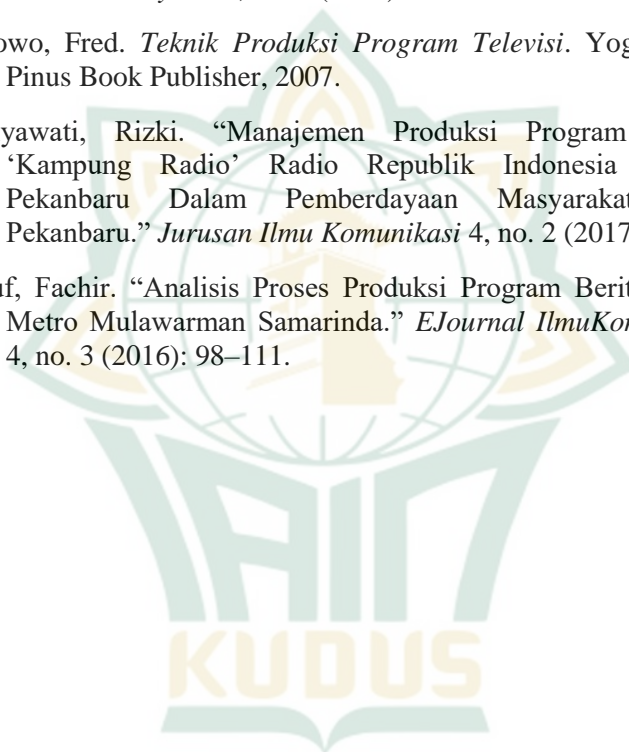 owo, Fred. Teknik Produksi Program Televisi. Yog
Pinus Book Publisher, 2007.
yawati, Rizki. “Manajemen Produksi Program
‘Kampung Radio’ Radio Republik Indonesia
Pekanbaru Dalam Pemberdayaan Masyarakat
Pekanbaru.” Jurusan Ilmu Komunikasi 4, no. 2 (2017
uf, Fachir. “Analisis Proses Produksi Program Berit
Metro Mulawarman Samarinda.” EJournal IlmuKor
4, no. 3 (2016): 98–111.
IAIN
KUDUS